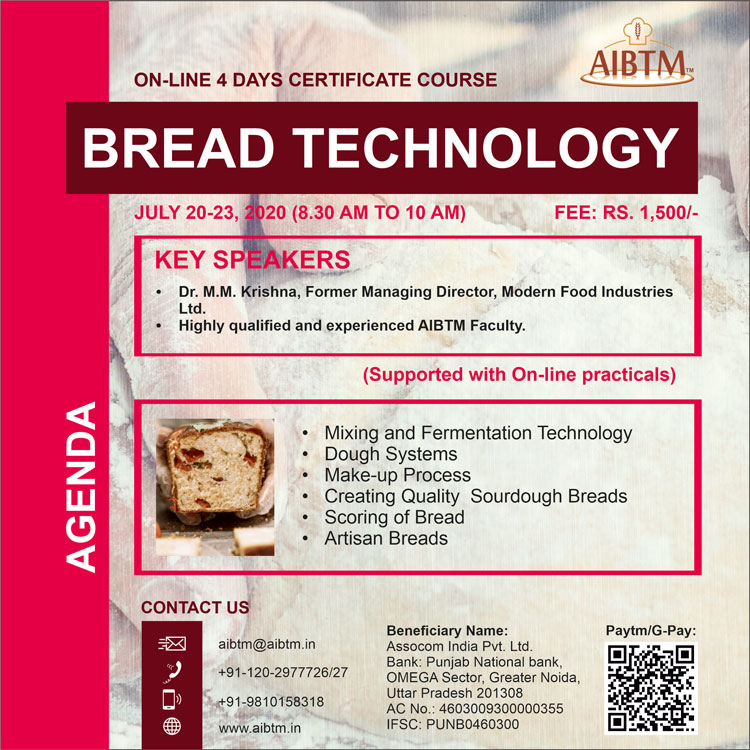 AIBTM™
ON-LINE 4 DAYS CERTIFICATE COURSE
BREAD TECHNOLOGY
JULY 20-23, 2020 (8.30 AM TO 10 AM) FEE: RS. 1,500/-
KEY SPEAKERS
• Dr. M.M. Krishna, Former Managing Director, Modern Food Industries
Ltd.
• Highly qualified and experienced AIBTM Faculty.
(Supported with On-line practicals)
AGENDA
• Mixing and Fermentation Technology
• Dough Systems
• Make-up Process
• Creating Quality Sourdough Breads
• Scoring of Bread
• Artisan Breads
CONTACT US
aibtm@aibtm.in
+91-120-2977726/27
+91-9810158318
www.aibtm.in
Beneficiary Name:
Assocom India Pvt. Ltd.
Bank: Punjab National bank,
OMEGA Sector, Greater Noida,
Uttar Pradesh 201308
AC No.: 4603009300000355
IFSC: PUNB0460300
Paytm/G-Pay: